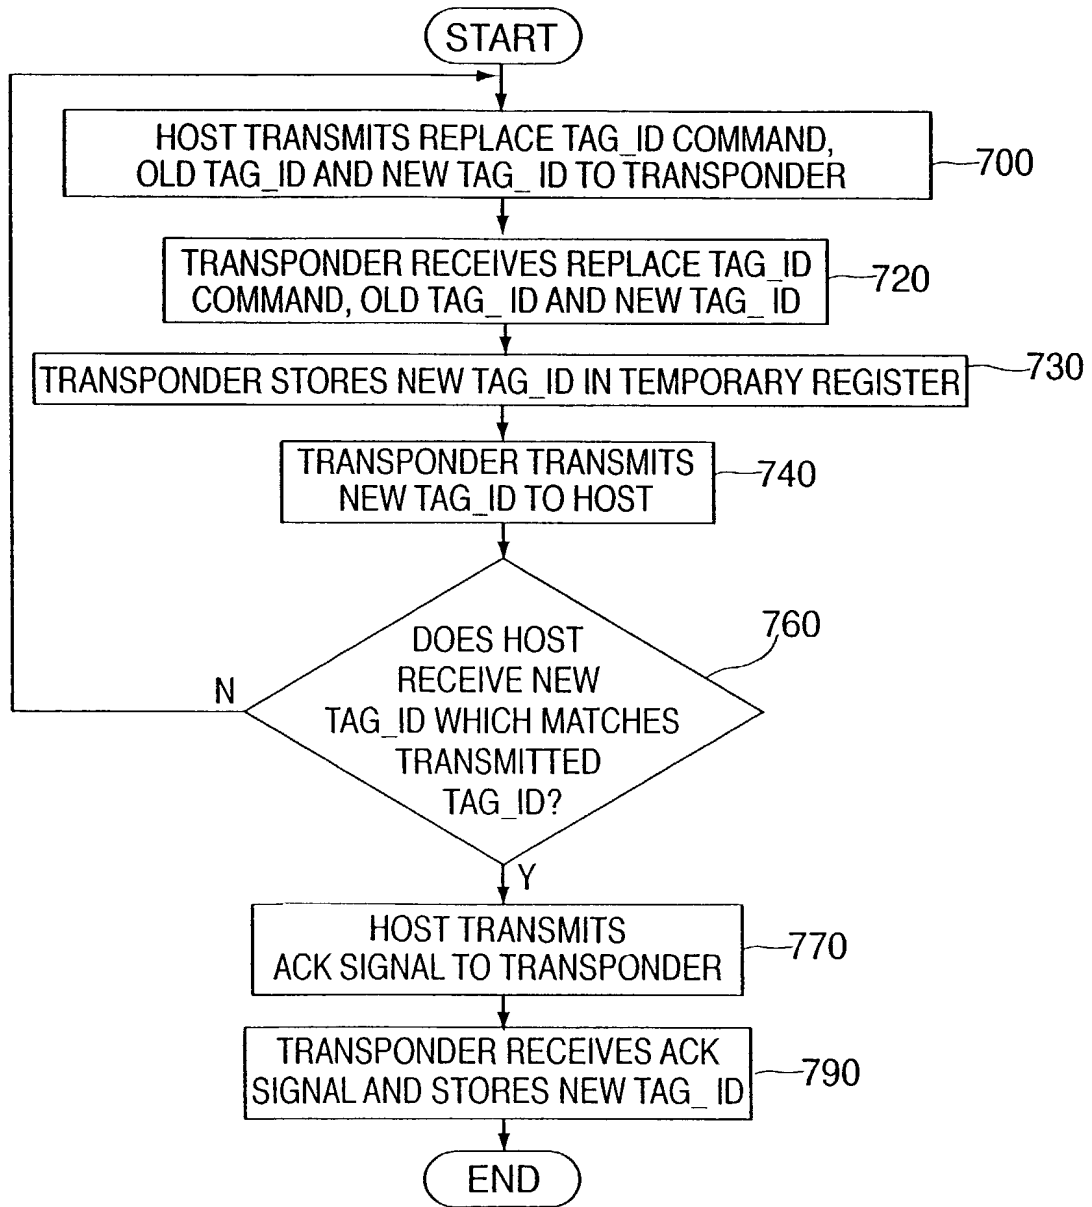 START
HOST TRANSMITS REPLACE TAG_ID COMMAND,
OLD TAG_ID AND NEW TAG_ ID TO TRANSPONDER
700
TRANSPONDER RECEIVES REPLACE TAG_ID
COMMAND, OLD TAG_ ID AND NEW TAG_ ID
720
TRANSPONDER STORES NEW TAG_ID IN TEMPORARY REGISTER
730
TRANSPONDER TRANSMITS
NEW TAG_ID TO HOST
740
DOES HOST
RECEIVE NEW
TAG_ID WHICH MATCHES
TRANSMITTED
TAG_ID?
760
N
Y
HOST TRANSMITS
ACK SIGNAL TO TRANSPONDER
770
TRANSPONDER RECEIVES ACK
SIGNAL AND STORES NEW TAG_ ID
790
END